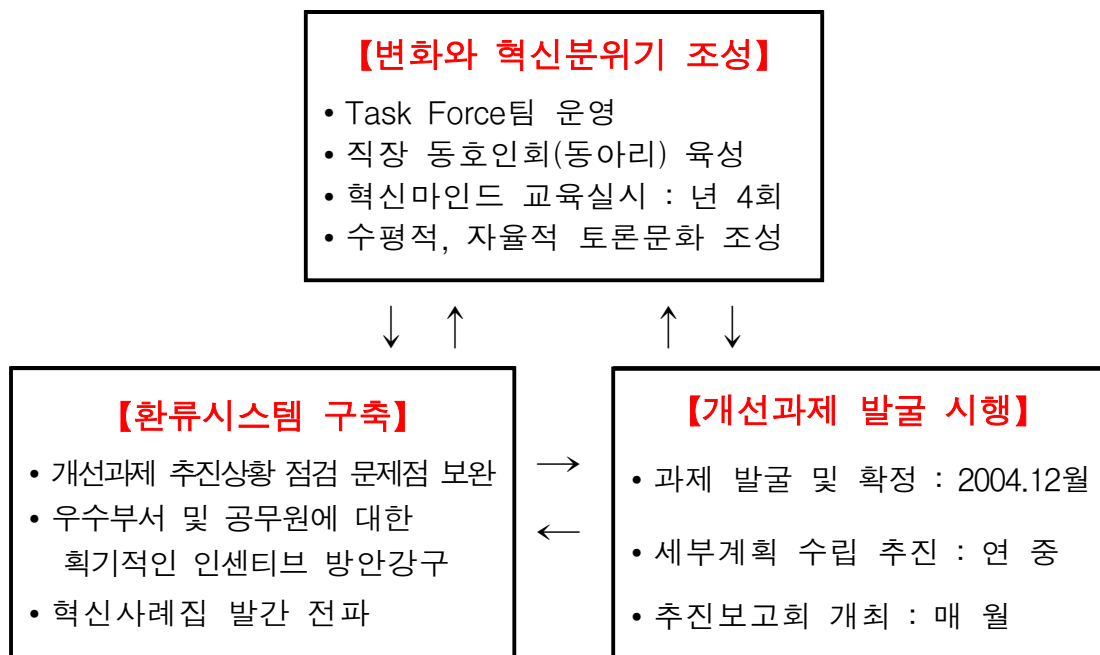 【변화와 혁신분위기 조성】
• Task Force팀 운영
• 직장 동호인회(동아리) 육성
• 혁신마인드 교육실시 : 년 4회
• 수평적, 자율적 토론문화 조성
↓ ↑ ↑ ↓
【환류시스템 구축】
• 개선과제 추진상황 점검 문제점 보완
• 우수부서 및 공무원에 대한
획기적인 인센티브 방안강구
• 혁신사례집 발간 전파
→
←
【개선과제 발굴 시행】
• 과제 발굴 및 확정 : 2004.12월
• 세부계획 수립 추진 : 연 중
• 추진보고회 개최 : 매 월